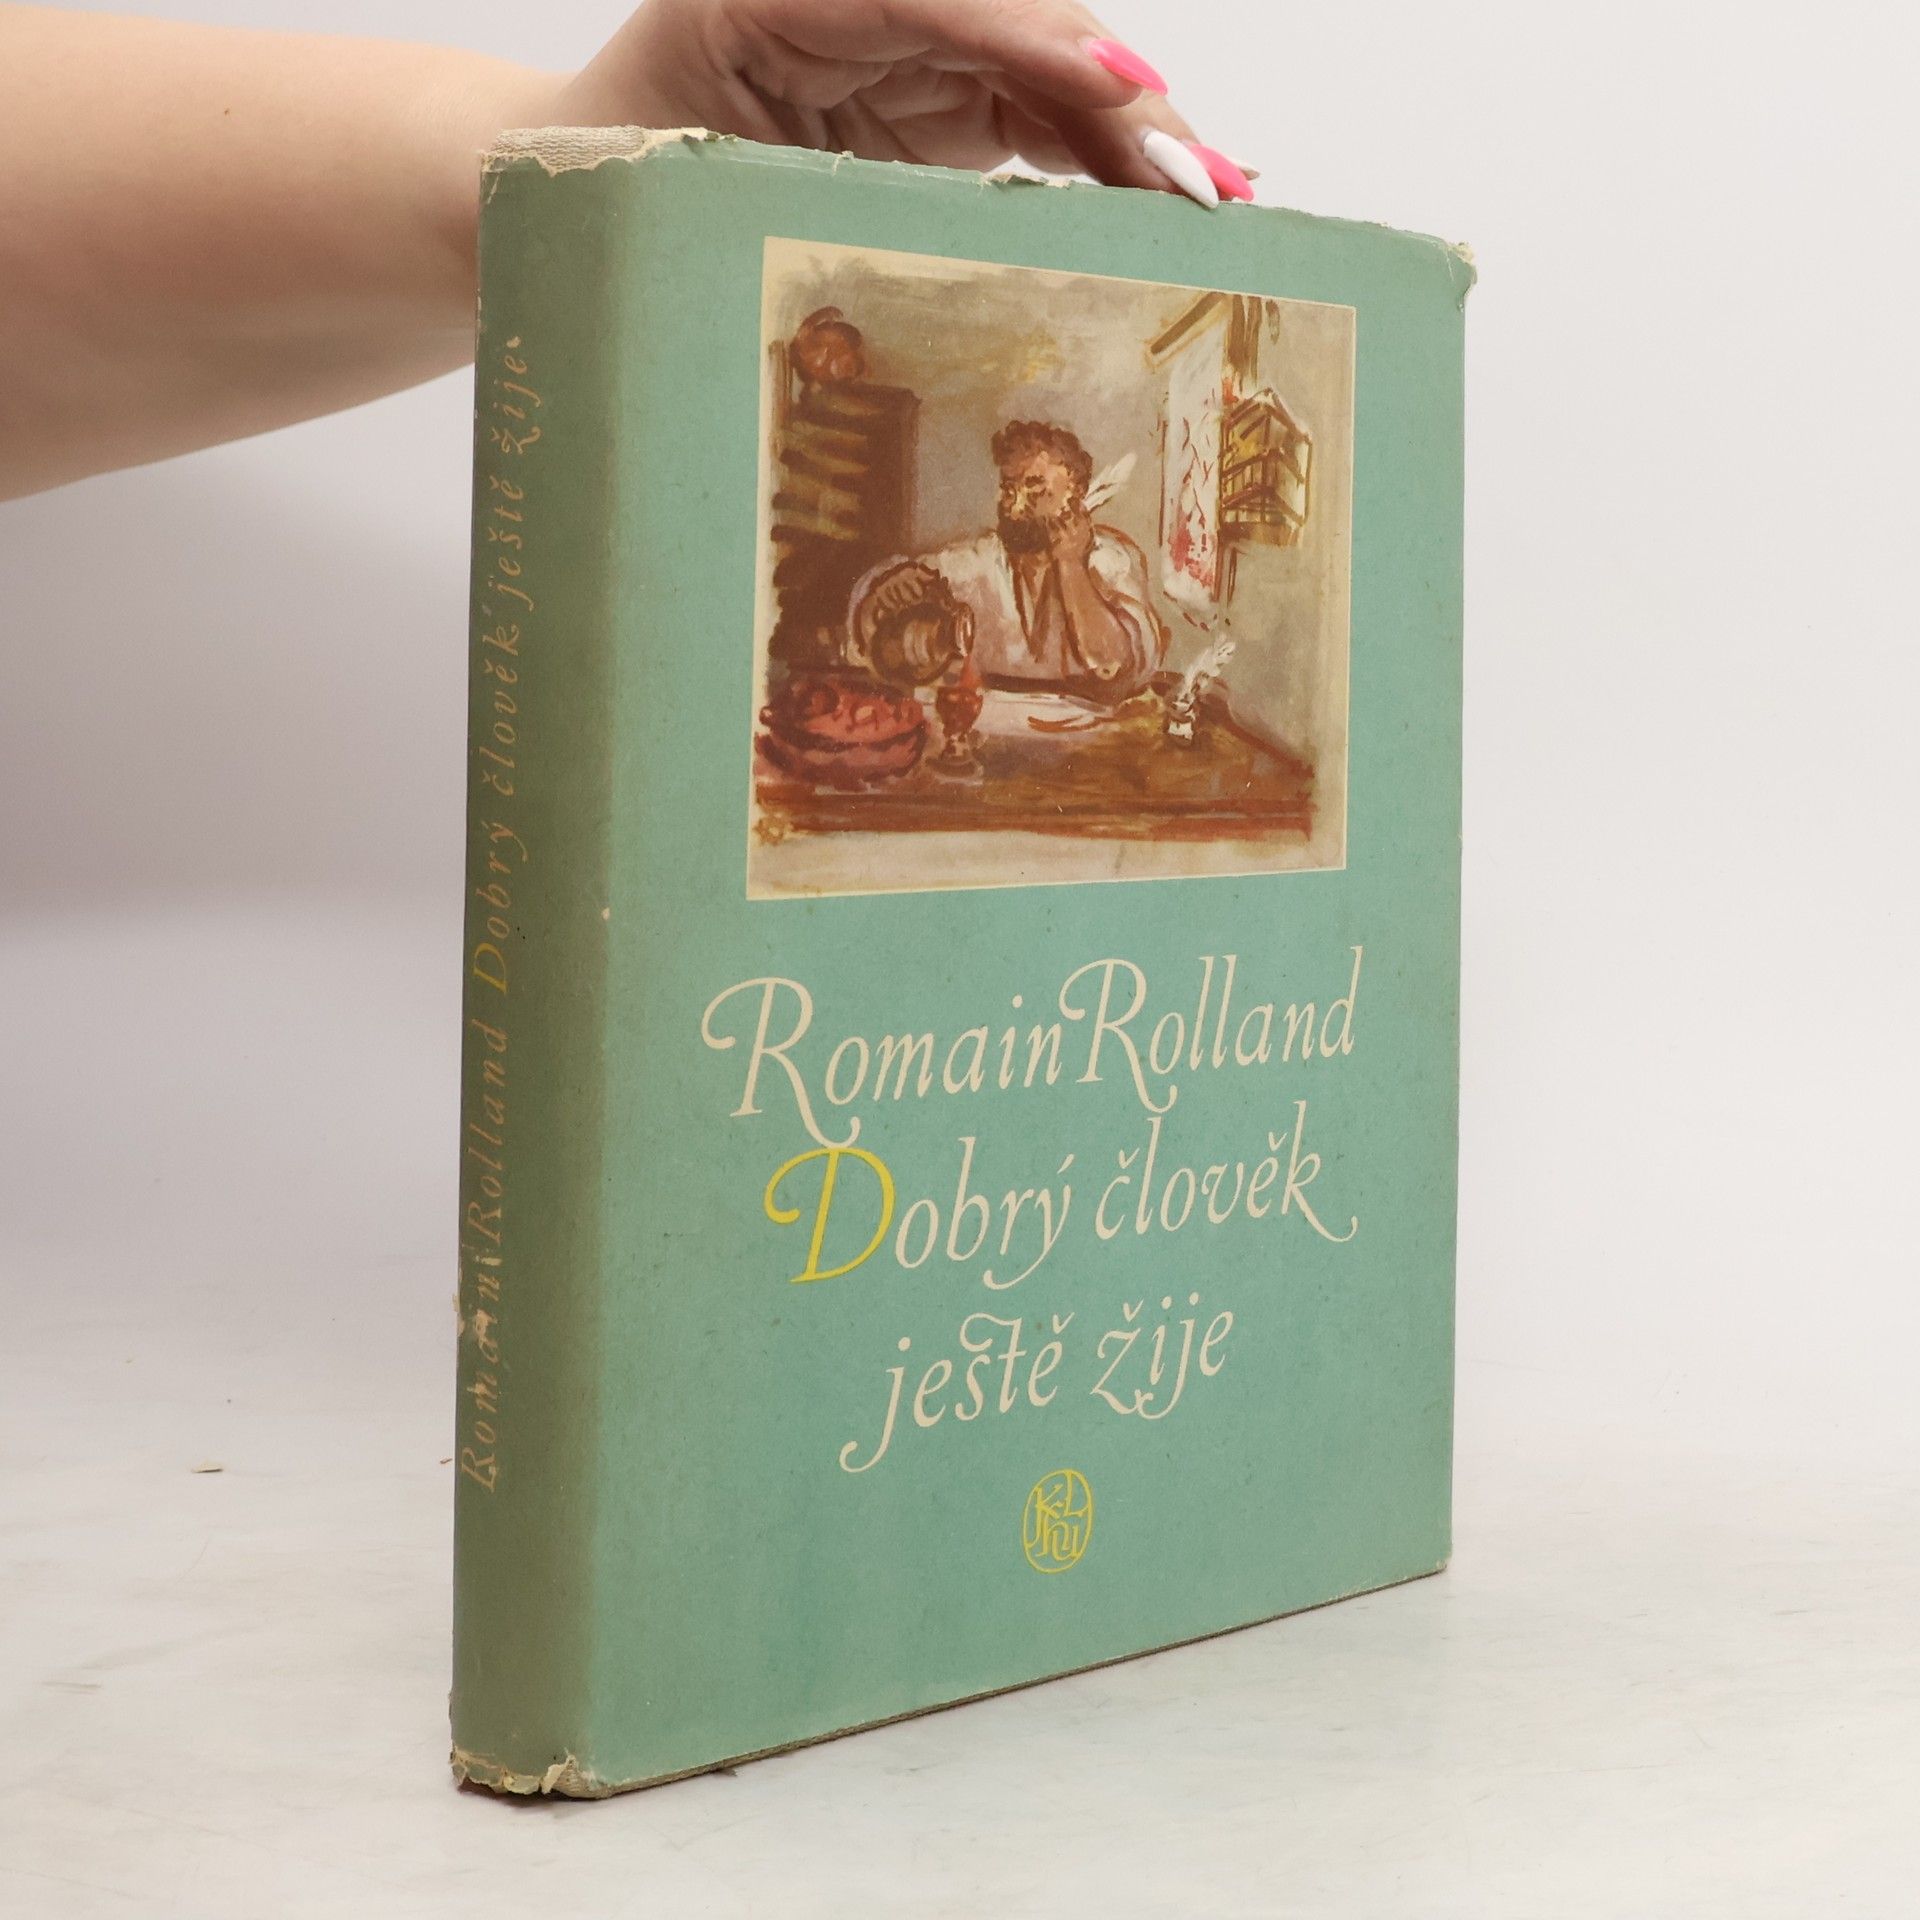 Romain Rolland Dobrý člověk ještě žije
Romain Rolland
Dobrý člověk
ještě žije